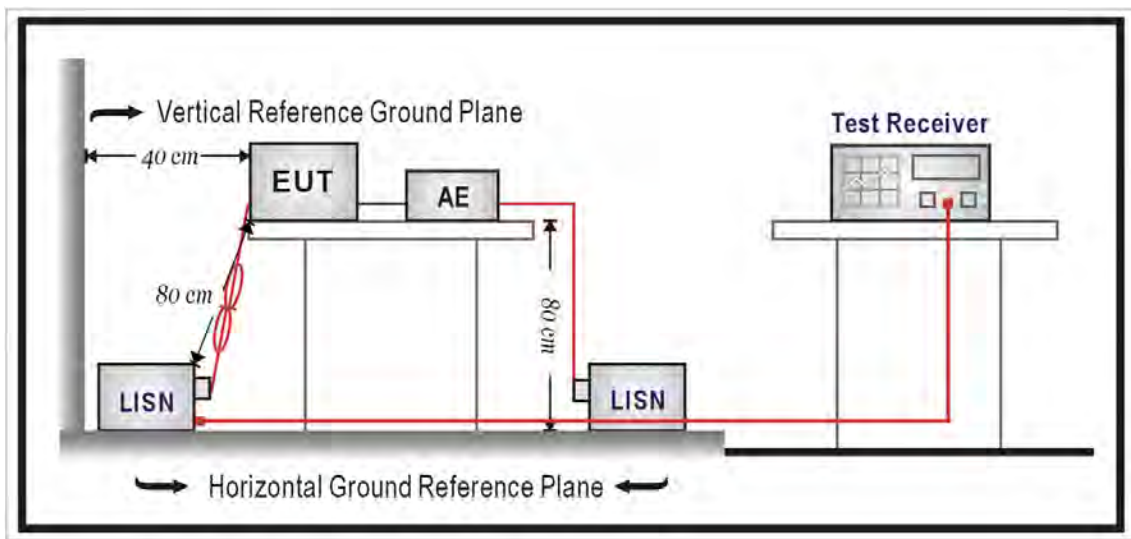 Vertical Reference Ground Plane
Test Receiver
40 cm
EUT
AE
80 cm
80 cm
LISN
LISN
Horizontal Ground Reference Plane